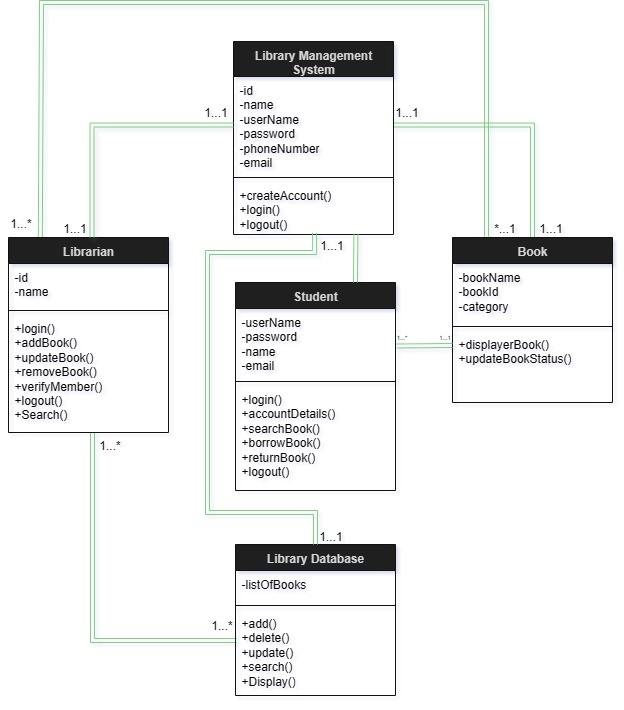 Library Management
System
-id
-name
-userName
-password
-phoneNumber
-email
+createAccount()
+login()
+logout()
1...1
1...1
1...*
1...1
*...1
1...1
1...1
Librarian
-id
-name
+login()
+addBook()
+updateBook()
+removeBook()
+verifyMember()
+logout()
+Search()
1...*
Student
-userName
-password
-name
-email
+login()
+accountDetails()
+searchBook()
+borrowBook()
+returnBook()
+logout()
1...*
1...1
Book
-bookName
-bookId
-category
+displayerBook()
+updateBookStatus()
1...1
1...*
Library Database
-listOfBooks
+add()
+delete()
+update()
+search()
+Display()